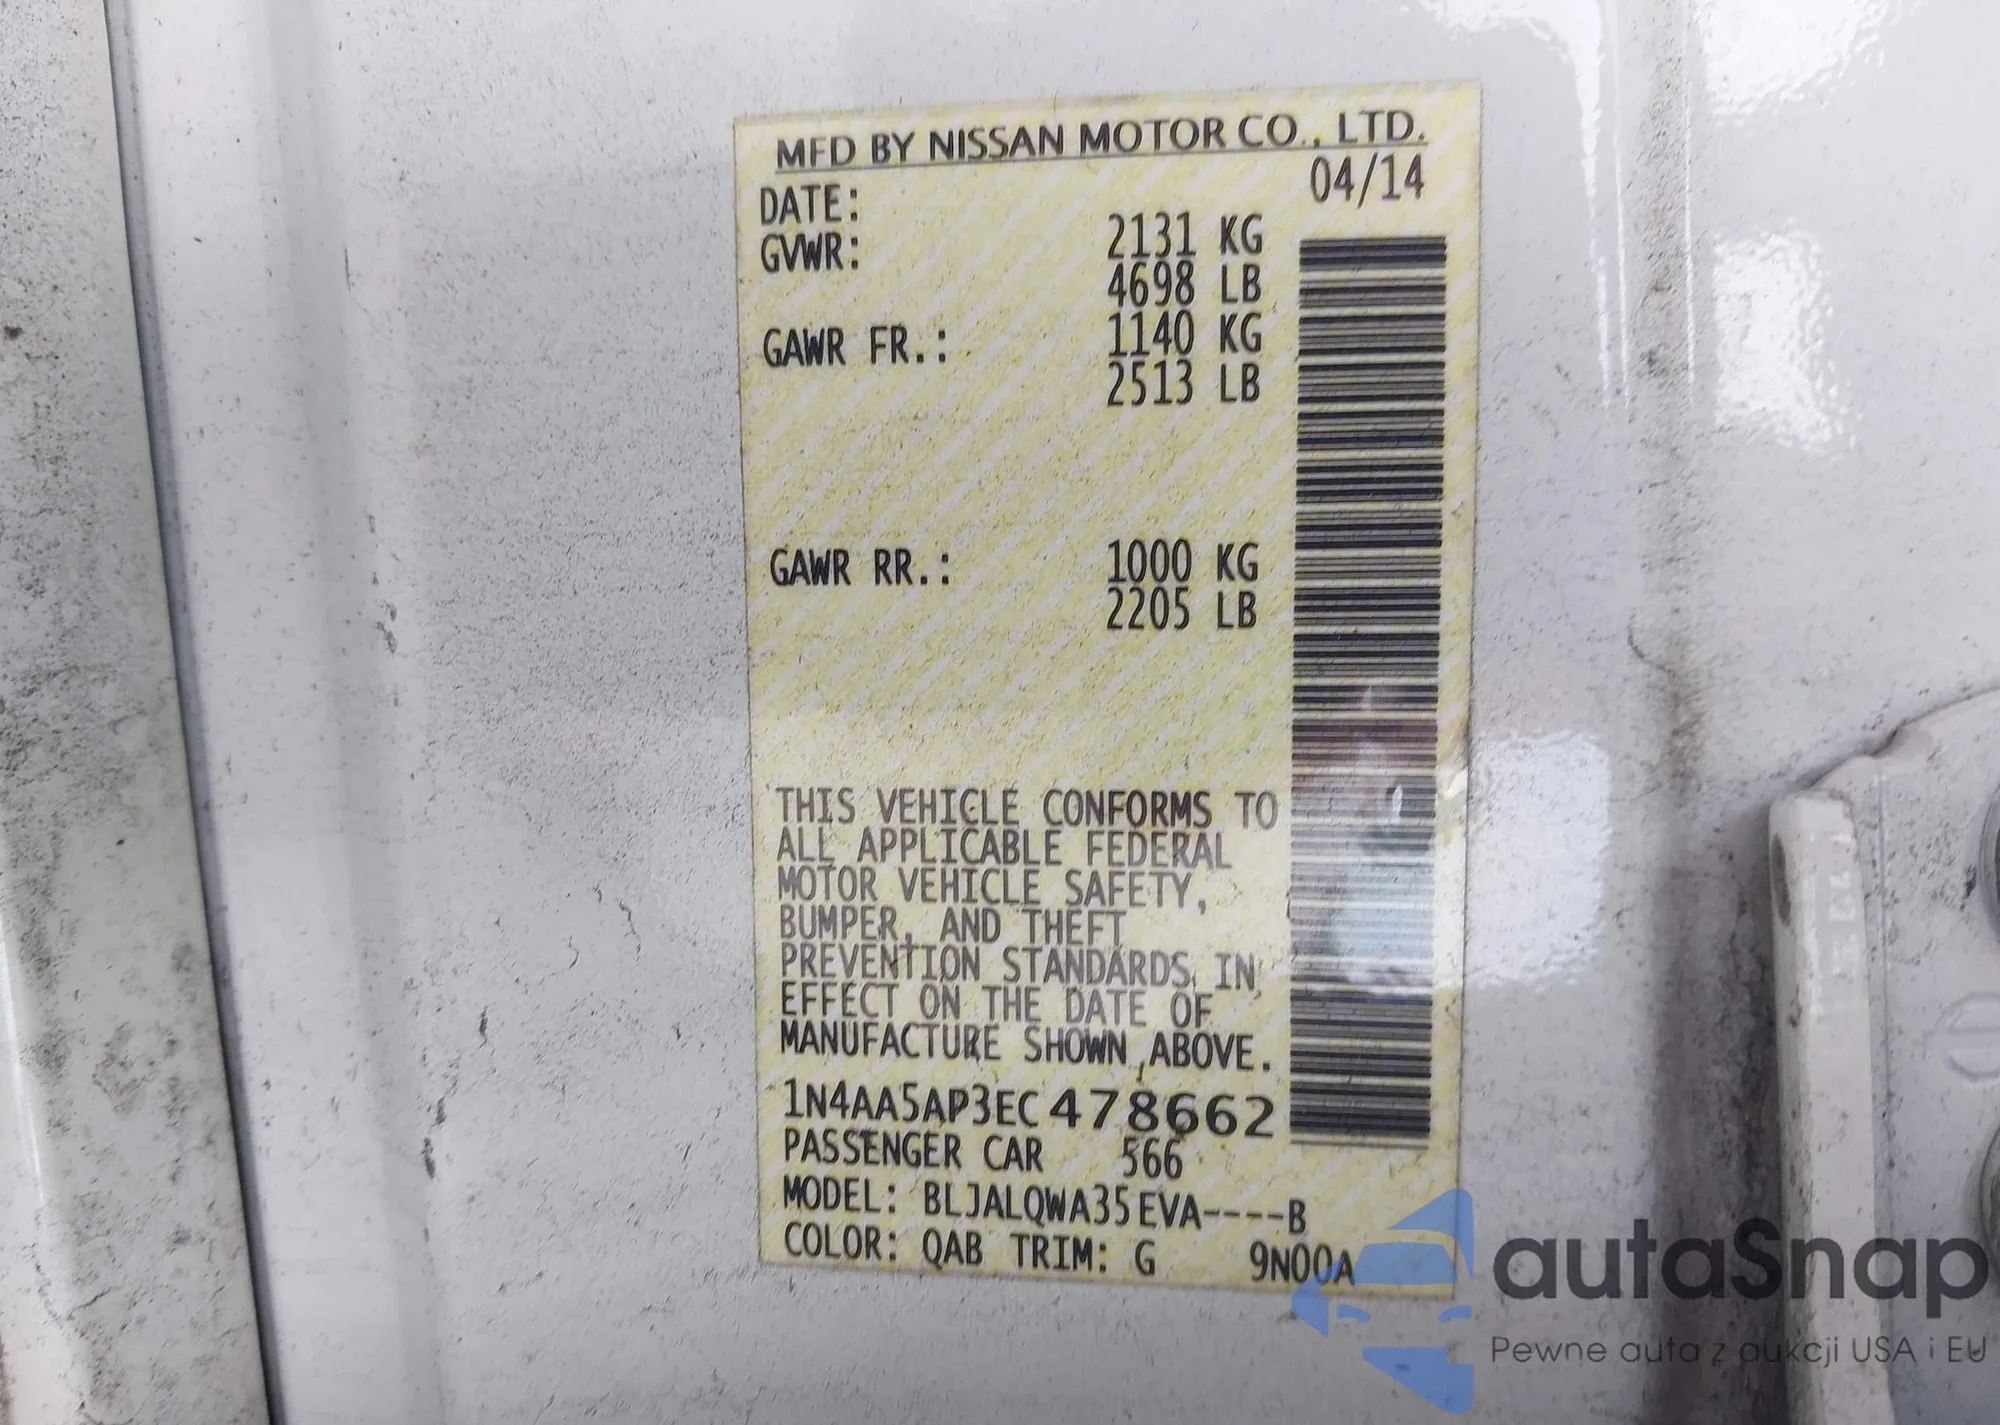 MFD BY NISSAN MOTOR CO., LTD.
DATE: 04/14
GVWR: 2131 KG
4698 LB
GAWR FR.: 1140 KG
2513 LB
GAWR RR.: 1000 KG
2205 LB
THIS VEHICLE CONFORMS TO
ALL APPLICABLE FEDERAL
MOTOR VEHICLE SAFETY,
BUMPER, AND THEFT
PREVENTION STANDARDS IN
EFFECT ON THE DATE OF
MANUFACTURE SHOWN ABOVE.
1N4AA5AP3EC478662
PASSENGER CAR 566
MODEL: BLJALQWA35EVA----B
COLOR: QAB TRIM: G 9N00A
autaSnap
Pewne auta z aukcji USA i EU